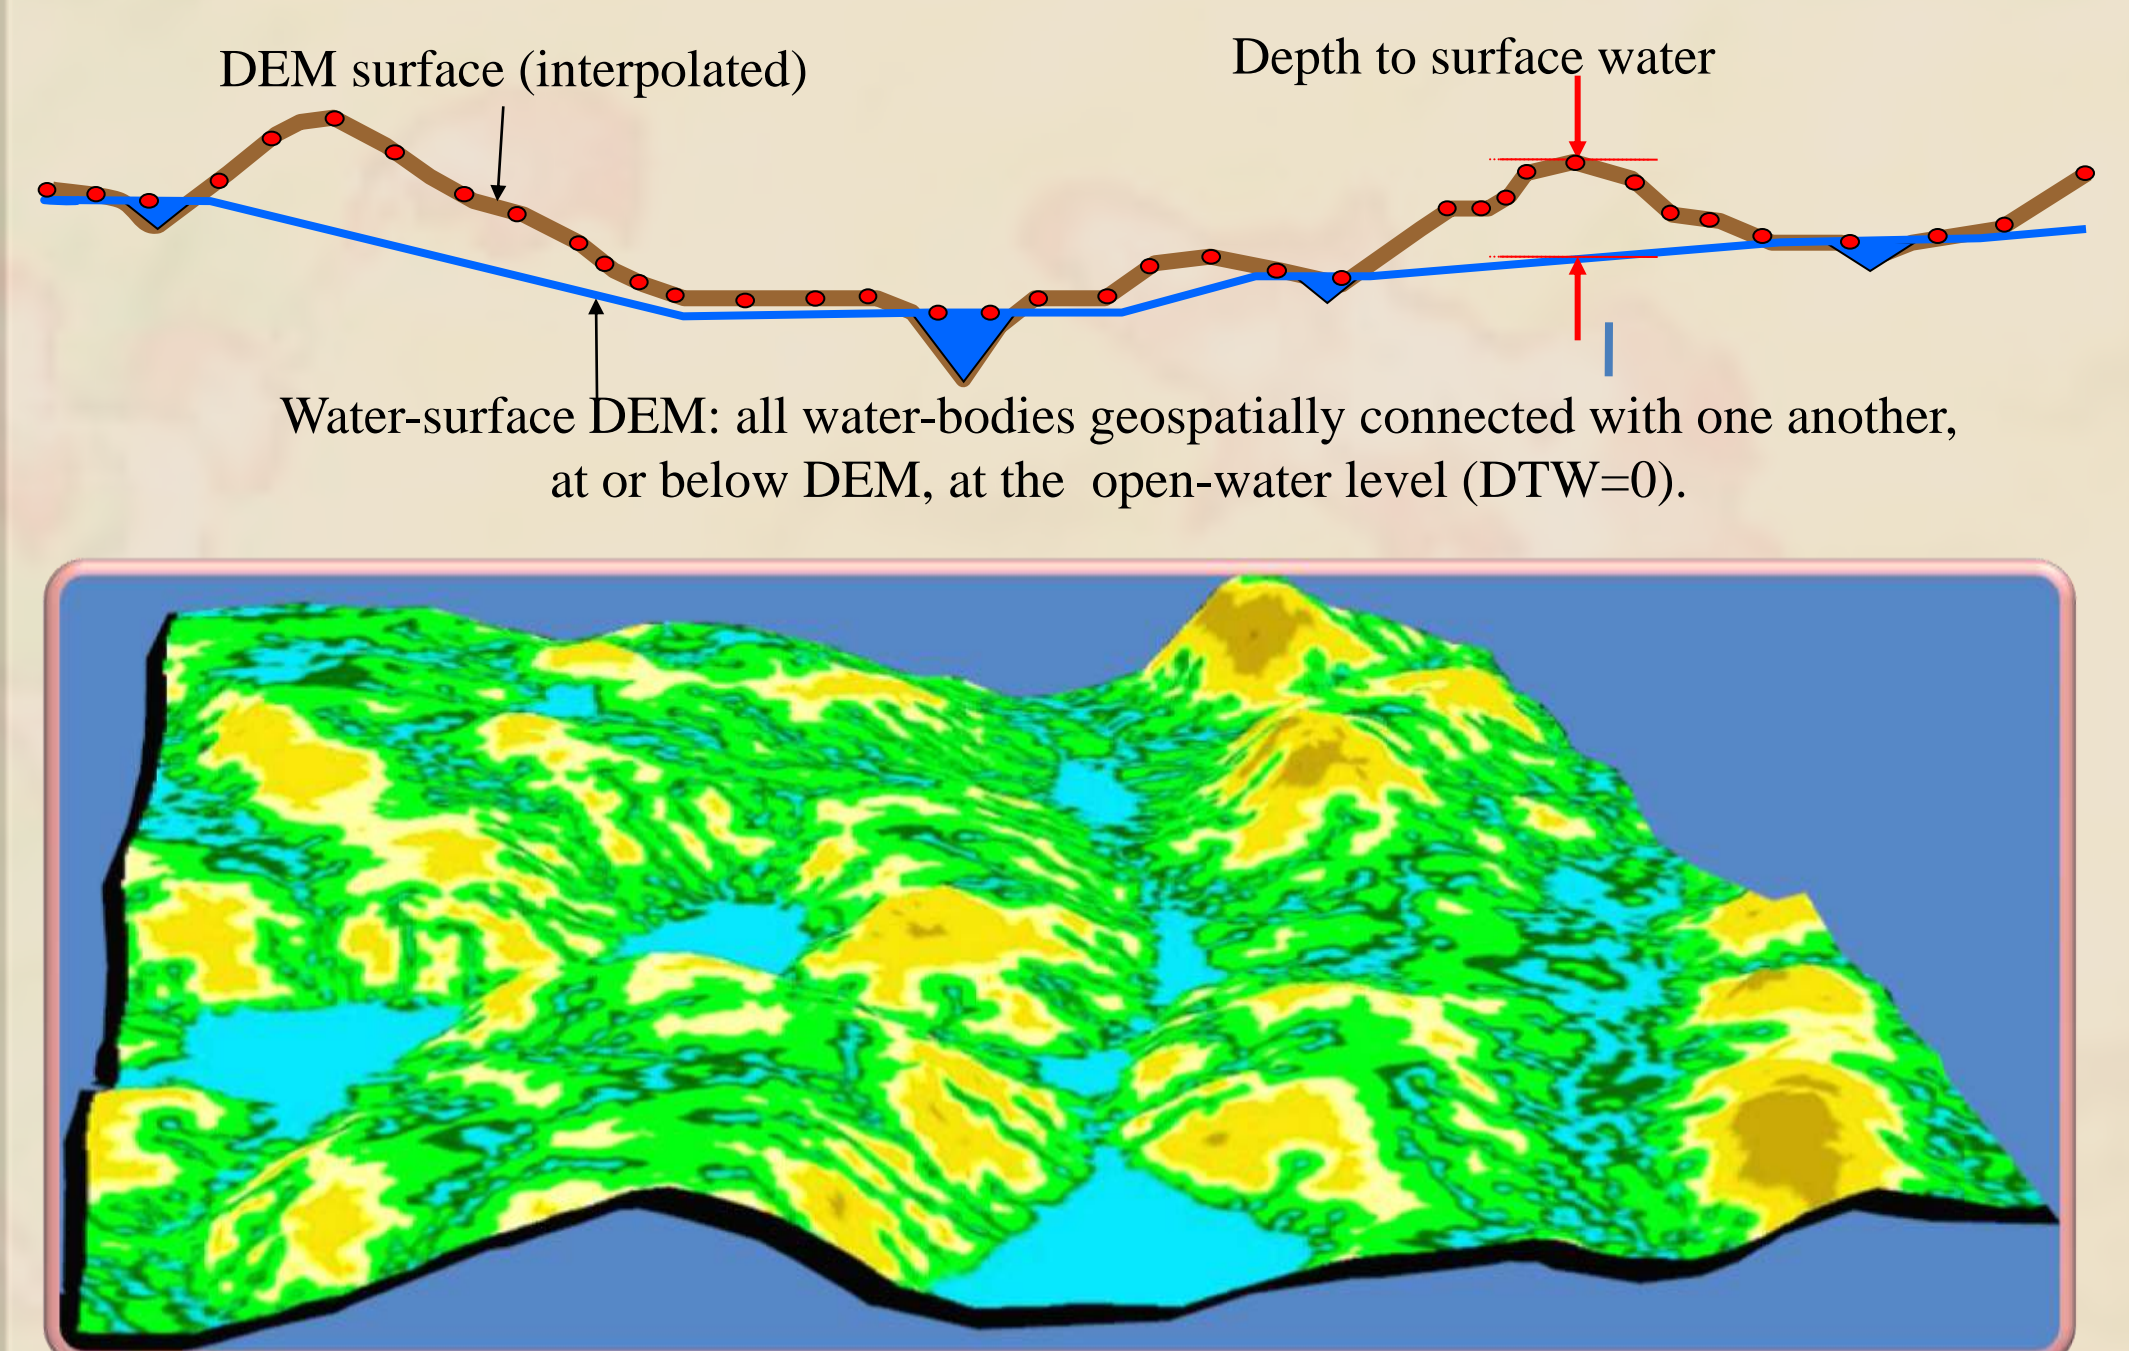 DEM surface (interpolated)
Depth to surface water
Water-surface DEM: all water-bodies geospatially connected with one another,
at or below DEM, at the  open-water level (DTW=0).